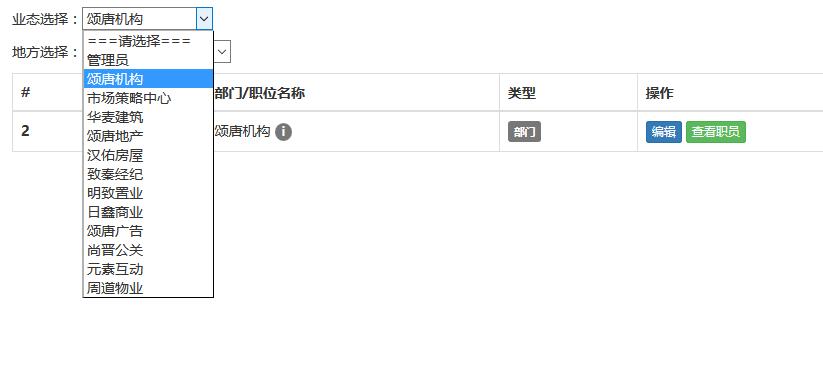 业态选择： 颂唐机构
===请选择===
管理员
颂唐机构
市场策略中心
华麦建筑
颂唐地产
汉佑房屋
致秦经纪
明致置业
日鑫商业
颂唐广告
尚晋公关
元素互动
周道物业
地方选择：
# 部门/职位名称 类型 操作
2 颂唐机构 i 部门 编辑 查看职员